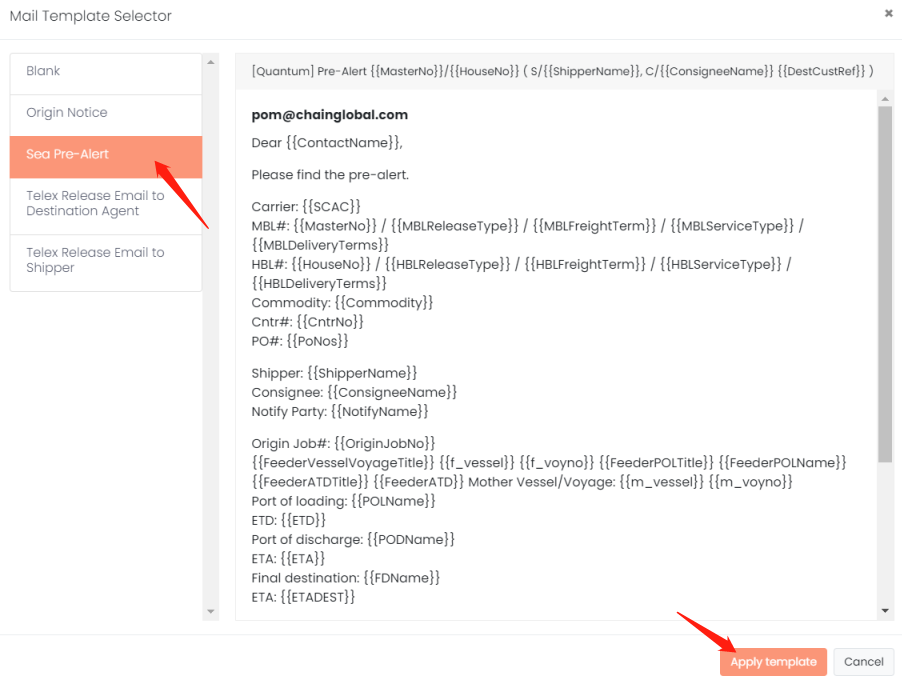 Mail Template Selector
×
Blank
Origin Notice
Sea Pre-Alert
Telex Release Email to
Destination Agent
Telex Release Email to
Shipper
[Quantum] Pre-Alert {{MasterNo}}/{{HouseNo}} ( S/{{ShipperName}}, C/{{ConsigneeName}} {{DestCustRef}} )
pom@chainglobal.com
Dear {{ContactName}},
Please find the pre-alert.
Carrier: {{SCAC}}
MBL#: {{MasterNo}} / {{MBLReleaseType}} / {{MBLFreightTerm}} / {{MBLServiceType}} /
{{MBLDeliveryTerms}}
HBL#: {{HouseNo}} / {{HBLReleaseType}} / {{HBLFreightTerm}} / {{HBLServiceType}} /
{{HBLDeliveryTerms}}
Commodity: {{Commodity}}
Cntr#: {{CntrNo}}
PO#: {{PoNos}}
Shipper: {{ShipperName}}
Consignee: {{ConsigneeName}}
Notify Party: {{NotifyName}}
Origin Job#: {{OriginJobNo}}
{{FeederVesselVoyageTitle}} {{f_vessel}} {{f_voyno}} {{FeederPOLTitle}} {{FeederPOLName}}
{{FeederATDTitle}} {{FeederATD}} Mother Vessel/Voyage: {{m_vessel}} {{m_voyno}}
Port of loading: {{POLName}}
ETD: {{ETD}}
Port of discharge: {{PODName}}
ETA: {{ETA}}
Final destination: {{FDName}}
ETA: {{ETADEST}}
Apply template
Cancel